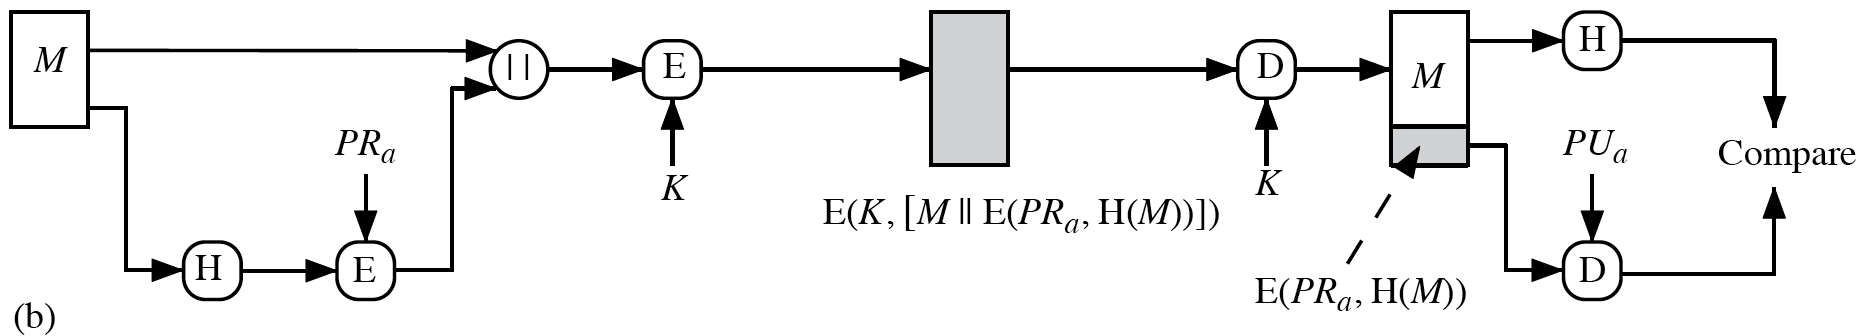 M
||
E
D
M
H
PR_a
PU_a
Compare
K
K
E(K, [M || E(PR_a, H(M))])
H
E
D
E(PR_a, H(M))
(b)